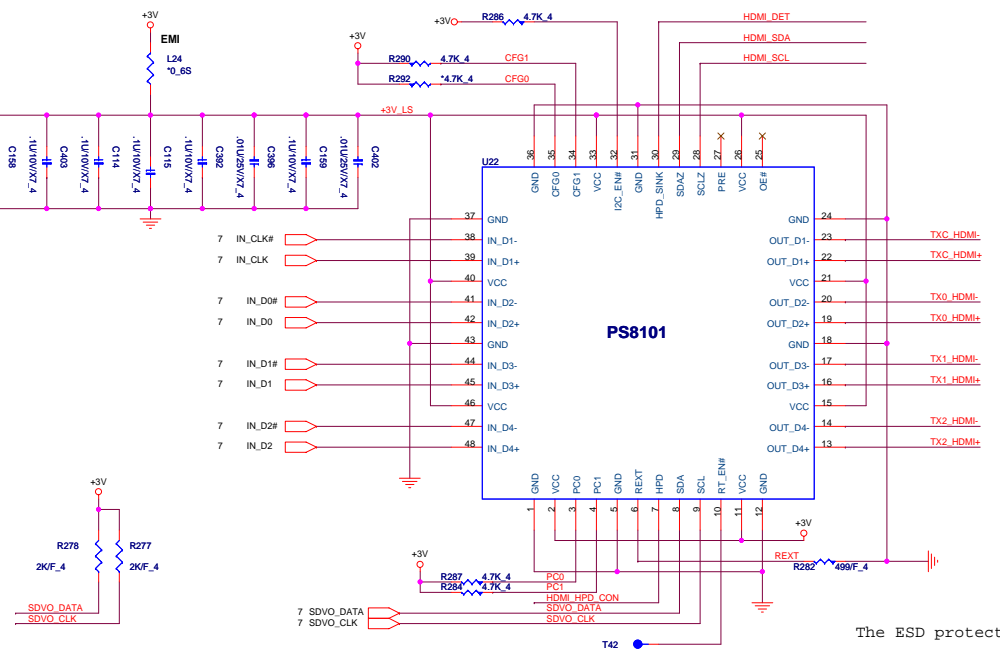 +3V
EMI
L24
*0_6S
+3V
R286 4.7K_4
HDMI_DET
HDMI_SDA
HDMI_SCL
+3V
R290 4.7K_4 CFG1
R292 *4.7K_4 CFG0
+3V_LS
C158
.1U/10V/X7_4
C403
.1U/10V/X7_4
C114
.1U/10V/X7_4
C115
.1U/10V/X7_4
C392
.01U/25V/X7_4
C396
.1U/10V/X7_4
C159
.01U/25V/X7_4
C402
U22
36 35 34 33 32 31 30 29 28 27 26 25
GND CFG0 CFG1 VCC I2C_EN# GND HPD_SINK SDAZ SCLZ PRE VCC OE#
37 GND
GND 24
7 IN_CLK# 38 IN_D1-
OUT_D1- 23 TXC_HDMI-
7 IN_CLK 39 IN_D1+
OUT_D1+ 22 TXC_HDMI+
40 VCC
VCC 21
7 IN_D0# 41 IN_D2-
OUT_D2- 20 TX0_HDMI-
7 IN_D0 42 IN_D2+
OUT_D2+ 19 TX0_HDMI+
PS8101
43 GND
GND 18
7 IN_D1# 44 IN_D3-
OUT_D3- 17 TX1_HDMI-
7 IN_D1 45 IN_D3+
OUT_D3+ 16 TX1_HDMI+
46 VCC
VCC 15
7 IN_D2# 47 IN_D4-
OUT_D4- 14 TX2_HDMI-
7 IN_D2 48 IN_D4+
OUT_D4+ 13 TX2_HDMI+
GND VCC PC0 PC1 GND REXT HPD SDA SCL RT_EN# VCC GND
1 2 3 4 5 6 7 8 9 10 11 12
+3V
R278
2K/F_4
R277
2K/F_4
SDVO_DATA
SDVO_CLK
+3V
REXT
R282 499/F_4
+3V
R287 4.7K_4 PC0
R284 4.7K_4 PC1
HDMI_HPD_CON
7 SDVO_DATA SDVO_DATA
7 SDVO_CLK SDVO_CLK
T42
The ESD protect